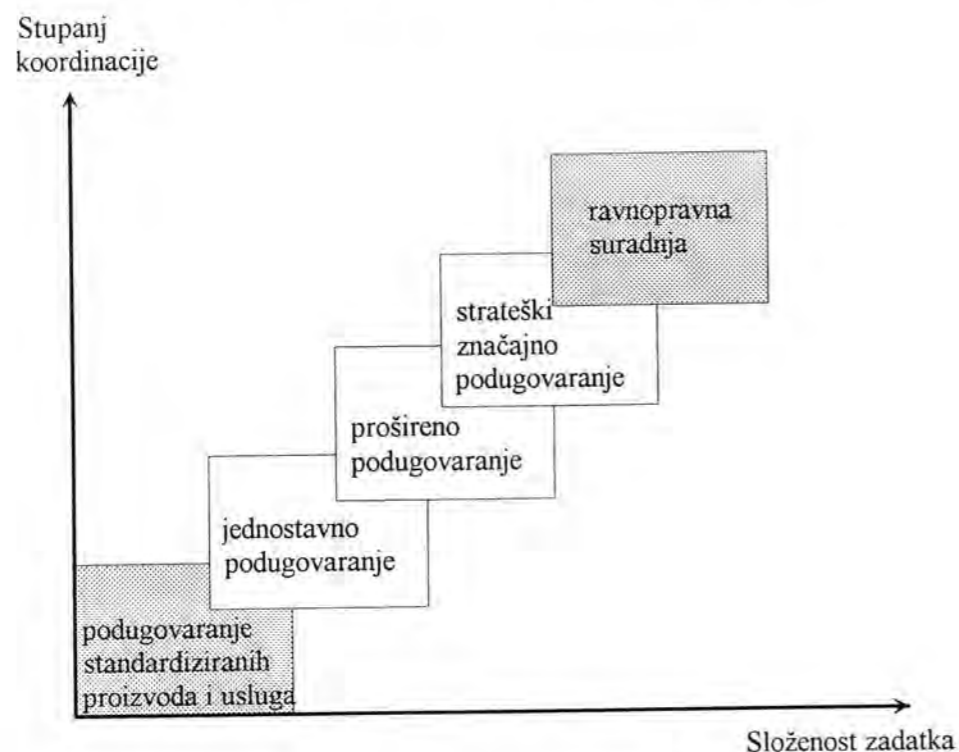 Stupanj
koordinacije
ravnopravna
suradnja
strateški
značajno
podugovaranje
prošireno
podugovaranje
jednostavno
podugovaranje
podugovaranje
standardiziranih
proizvoda i usluga
Složenost zadatka